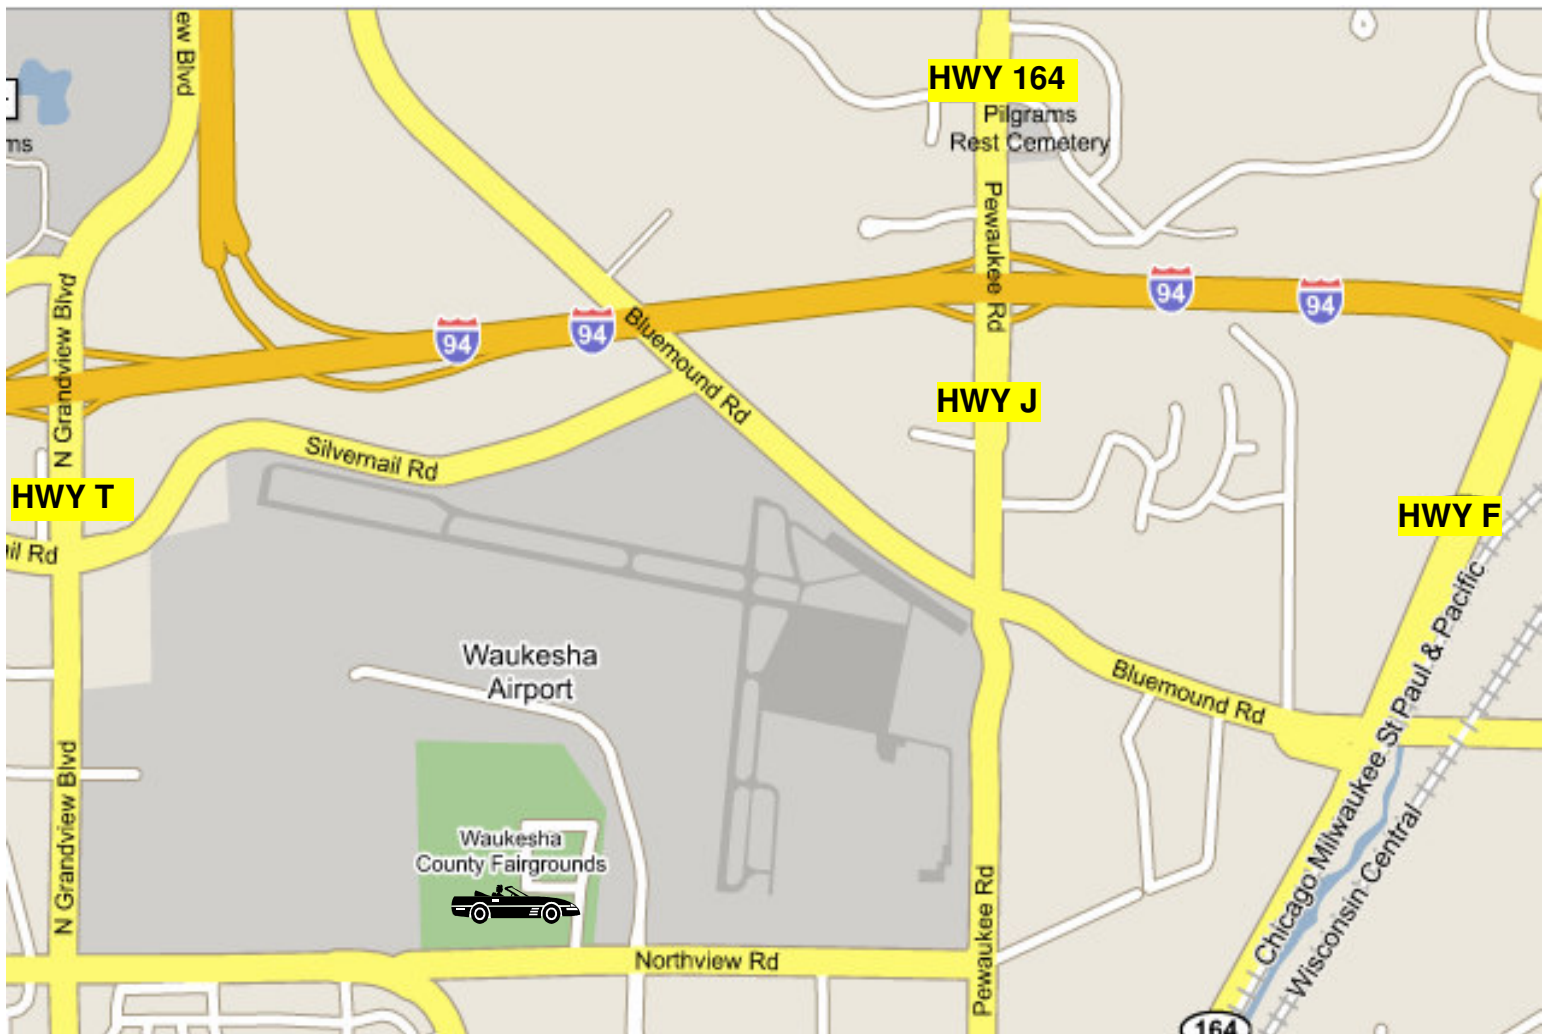 ew Blvd
HWY 164
Pilgrams
Rest Cemetery
ms
Pewaukee Rd
N Grandview Blvd
94
94
94
94
Bluemound Rd
HWY J
Silvernail Rd
HWY T
HWY F
il Rd
Waukesha
Airport
Bluemound Rd
Chicago Milwaukee St Paul & Pacific
N Grandview Blvd
Waukesha
County Fairgrounds
Wisconsin Central
Pewaukee Rd
Northview Rd
164